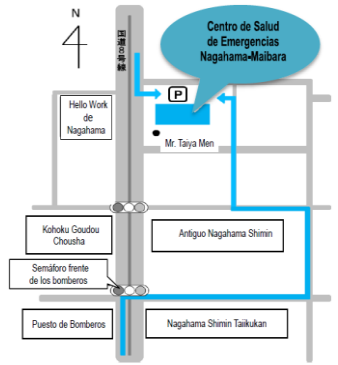 N
国道8号線
Centro de Salud
de Emergencias
Nagahama-Maibara
P
Hello Work
de
Nagahama
Mr. Taiya Men
Kohoku Goudou
Chousha
Antiguo Nagahama Shimin
Semáforo frente
de los bomberos
Puesto de Bomberos
Nagahama Shimin Taiikukan